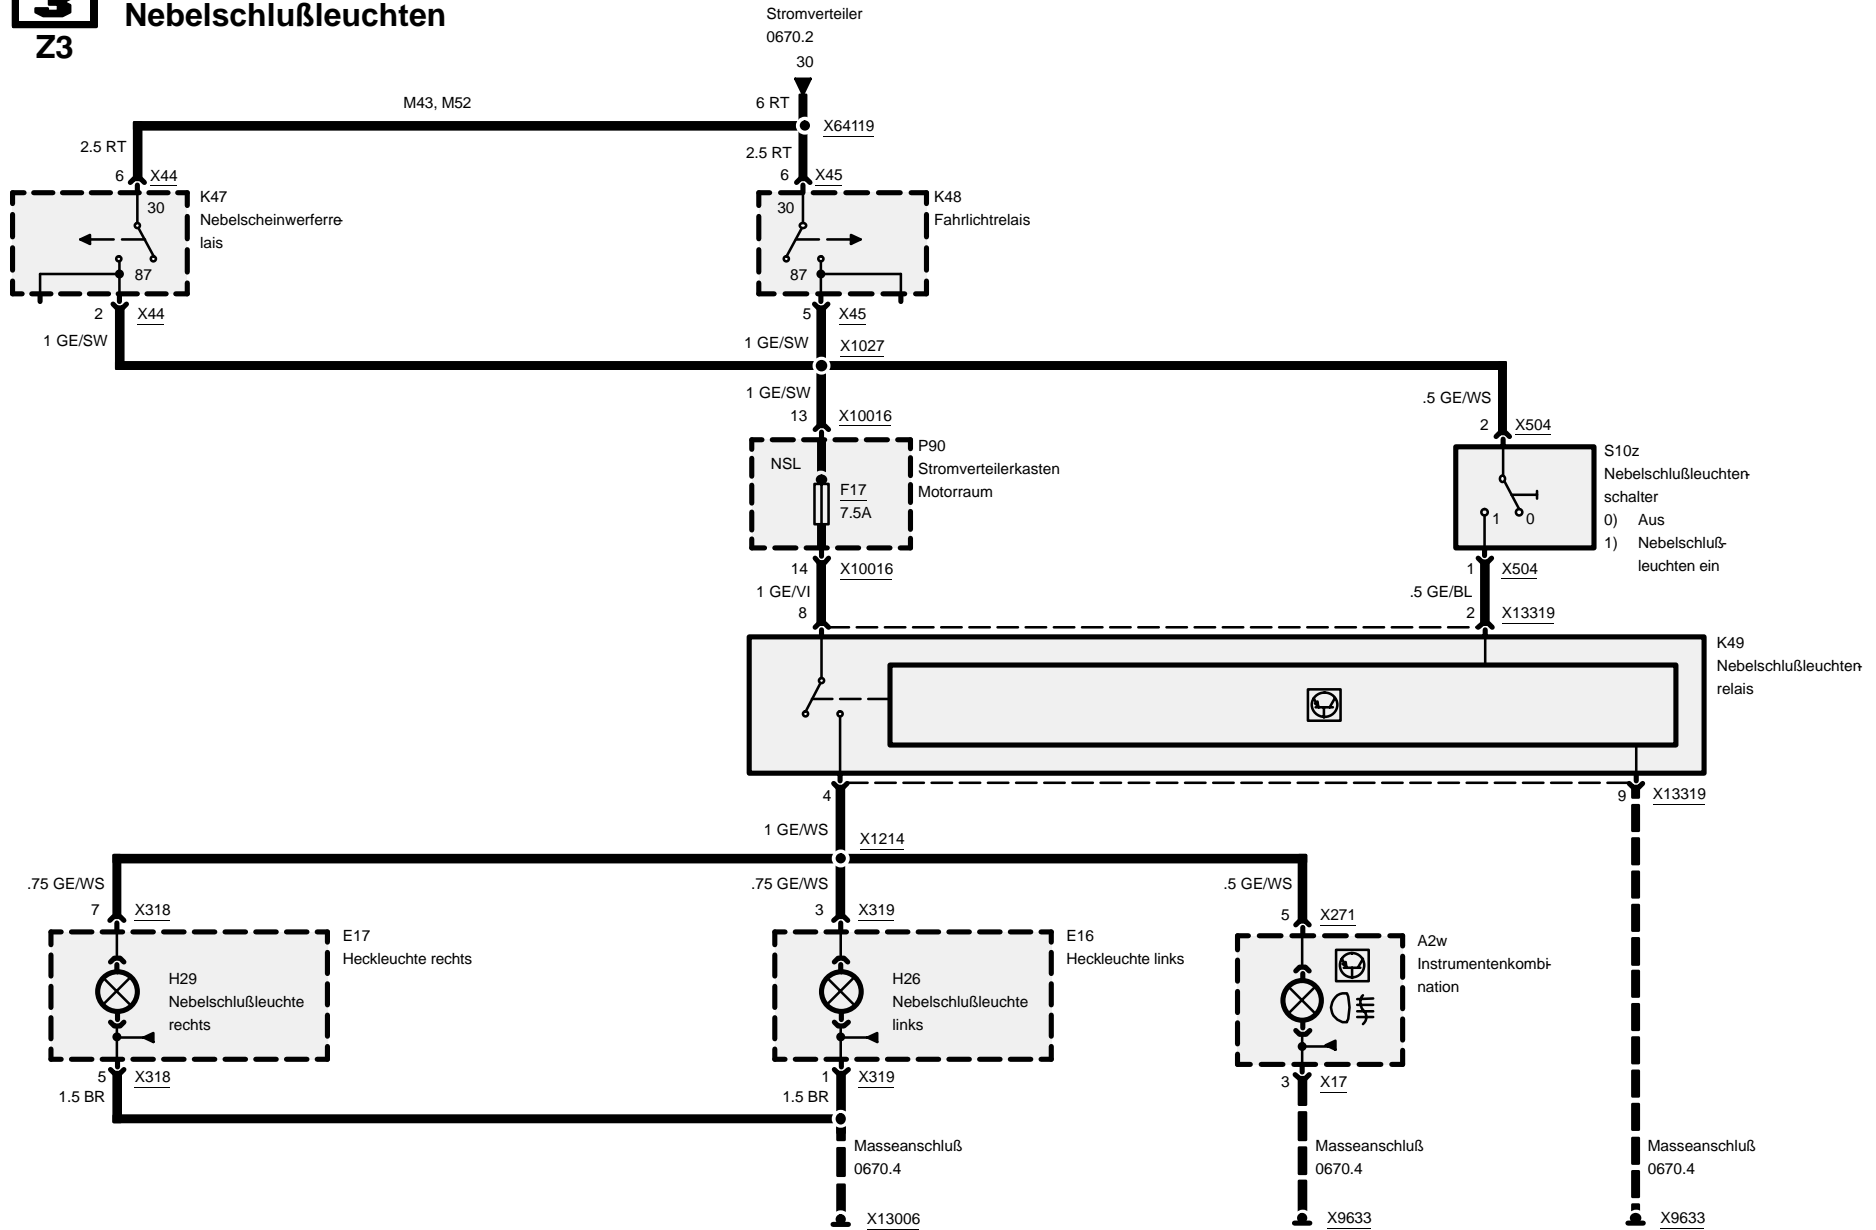 3
Nebelschlußleuchten
Z3
Stromverteiler
0670.2
30
M43, M52
6 RT
X64119
2.5 RT
2.5 RT
6 X44
6 X45
K47
Nebelscheinwerferre-
lais
30
87
K48
Fahrlichtrelais
30
87
2 X44
5 X45
1 GE/SW
1 GE/SW
X1027
1 GE/SW
.5 GE/WS
13 X10016
2 X504
P90
Stromverteilerkasten
Motorraum
NSL
F17
7.5A
S10z
Nebelschlußleuchten-
schalter
0) Aus
1) Nebelschluß-
leuchten ein
1 0
14 X10016
1 X504
1 GE/VI
.5 GE/BL
8
2 X13319
K49
Nebelschlußleuchten-
relais
4
9 X13319
1 GE/WS
X1214
.75 GE/WS
.75 GE/WS
.5 GE/WS
7 X318
3 X319
5 X271
E17
Heckleuchte rechts
H29
Nebelschlußleuchte
rechts
E16
Heckleuchte links
H26
Nebelschlußleuchte
links
A2w
Instrumentenkombi-
nation
5 X318
1 X319
3 X17
1.5 BR
1.5 BR
Masseanschluß
0670.4
Masseanschluß
0670.4
Masseanschluß
0670.4
X13006
X9633
X9633